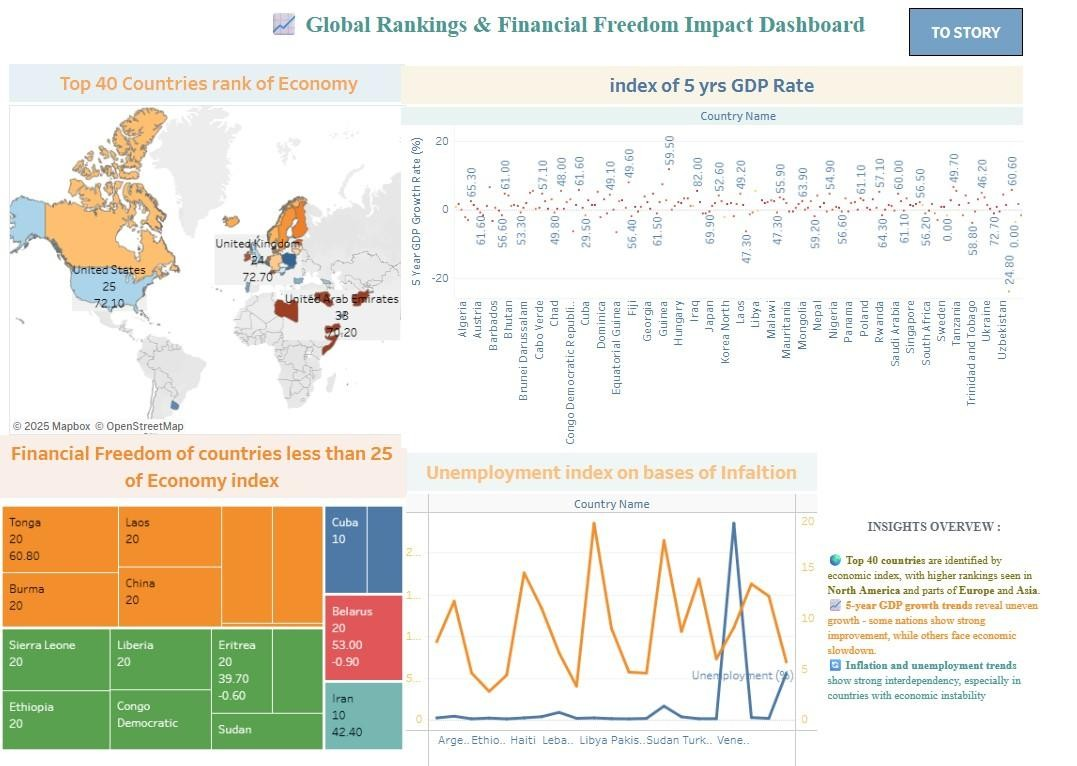 Global Rankings & Financial Freedom Impact Dashboard
TO STORY
Top 40 Countries rank of Economy
United States
25
72.10
United Kingdom
24
72.70
United Arab Emirates
70.20
© 2025 Mapbox © OpenStreetMap
index of 5 yrs GDP Rate
Country Name
5 Year GDP Growth Rate (%)
20
0
-20
65.30
61.60
61.00
56.60
53.30
57.10
49.80
48.00
61.60
29.50
49.10
49.60
56.40
61.50
59.50
82.00
69.90
52.60
49.20
47.30
55.90
47.30
63.90
59.20
54.90
56.60
61.10
57.10
64.30
60.00
61.10
56.50
56.20
0.00
49.70
58.80
46.20
72.70
60.60
0.00
-24.80
Algeria
Austria
Barbados
Bhutan
Brunei Darussalam
Cabo Verde
Chad
Congo Democratic Republi..
Cuba
Dominica
Equatorial Guinea
Fiji
Georgia
Guinea
Hungary
Iraq
Japan
Korea North
Laos
Libya
Malawi
Mauritania
Mongolia
Nepal
Nigeria
Panama
Poland
Rwanda
Saudi Arabia
Singapore
South Africa
Sweden
Tanzania
Trinidad and Tobago
Ukraine
Uzbekistan
Financial Freedom of countries less than 25
of Economy index
Tonga
20
60.80
Burma
20
Laos
20
China
20
Cuba
10
Belarus
20
53.00
-0.90
Iran
10
42.40
Sierra Leone
20
Ethiopia
20
Liberia
20
Congo
Democratic
Eritrea
20
39.70
-0.60
Sudan
Unemployment index on bases of Infaltion
Country Name
2...
1...
1...
5...
0
20
15
10
5
0
Unemployment (%)
Arge.. Ethio.. Haiti Leba.. Libya Pakis.. Sudan Turk.. Vene..
INSIGHTS OVERVEW :
Top 40 countries are identified by
economic index, with higher rankings seen in
North America and parts of Europe and Asia.
5-year GDP growth trends reveal uneven
growth - some nations show strong
improvement, while others face economic
slowdown.
Inflation and unemployment trends
show strong interdependency, especially in
countries with economic instability